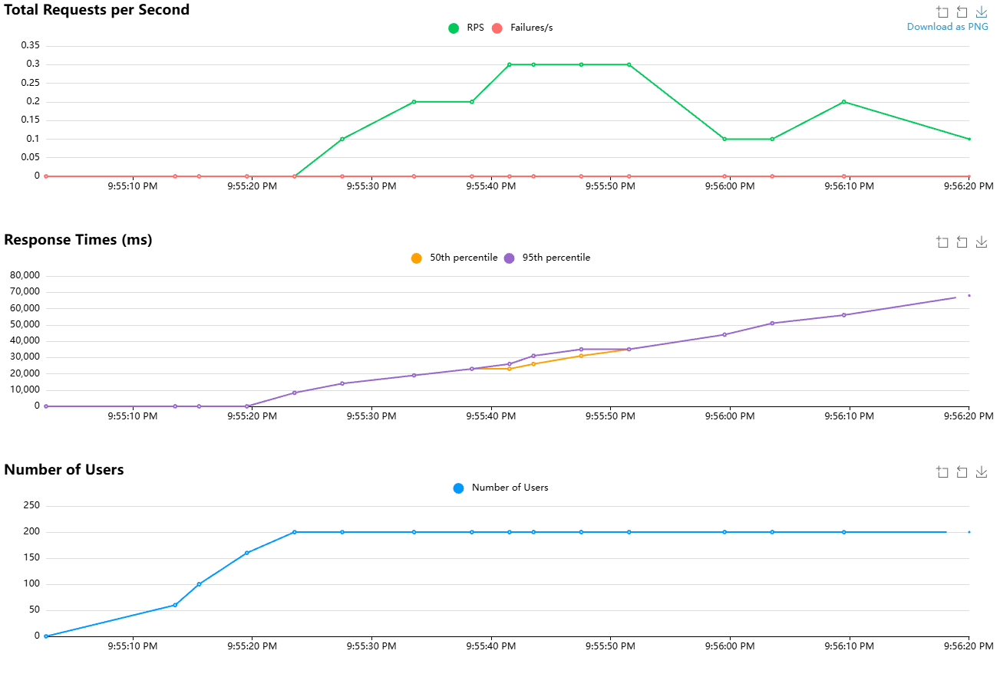 Total Requests per Second
Download as PNG
RPS Failures/s
0.35
0.3
0.25
0.2
0.15
0.1
0.05
0
9:55:10 PM 9:55:20 PM 9:55:30 PM 9:55:40 PM 9:55:50 PM 9:56:00 PM 9:56:10 PM 9:56:20 PM
Response Times (ms)
50th percentile 95th percentile
80,000
70,000
60,000
50,000
40,000
30,000
20,000
10,000
0
9:55:10 PM 9:55:20 PM 9:55:30 PM 9:55:40 PM 9:55:50 PM 9:56:00 PM 9:56:10 PM 9:56:20 PM
Number of Users
Number of Users
250
200
150
100
50
0
9:55:10 PM 9:55:20 PM 9:55:30 PM 9:55:40 PM 9:55:50 PM 9:56:00 PM 9:56:10 PM 9:56:20 PM